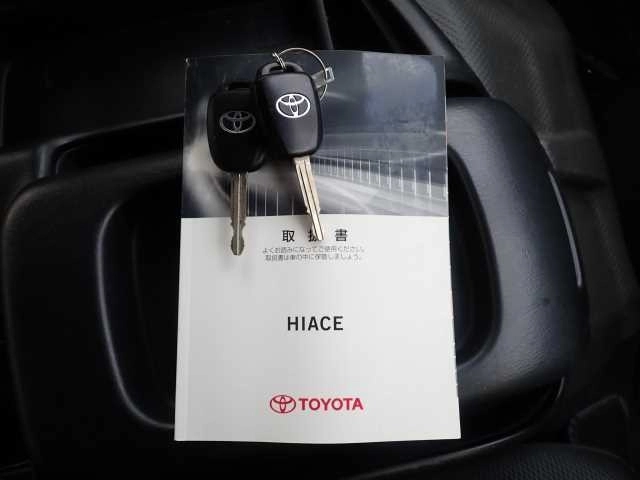 取扱書
よくお読みになってご使用ください。
取扱書は車の中に保管しましょう。
HIACE
TOYOTA